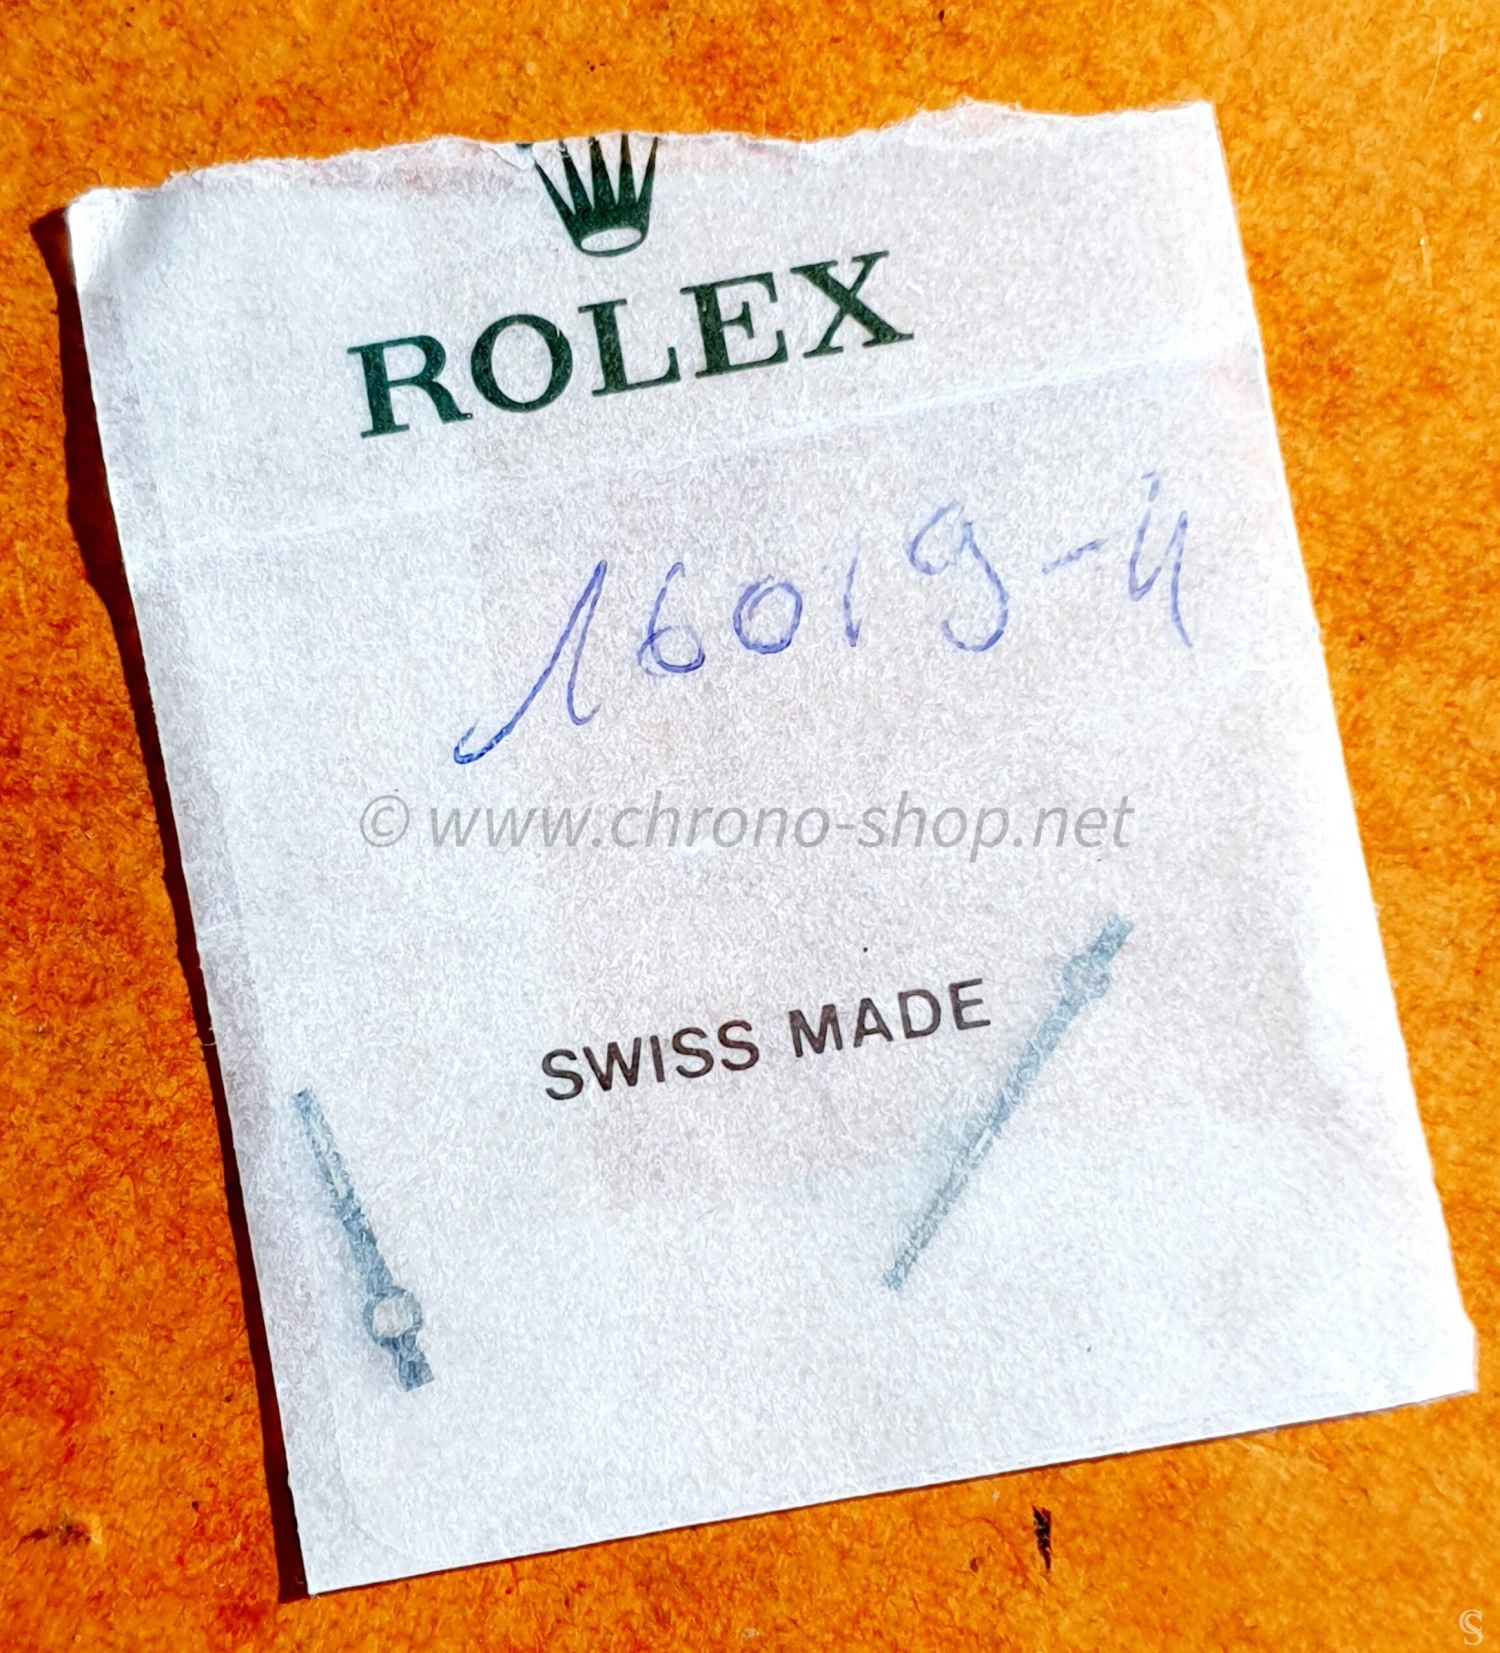 ROLEX
16019-4
© www.chrono-shop.net
SWISS MADE